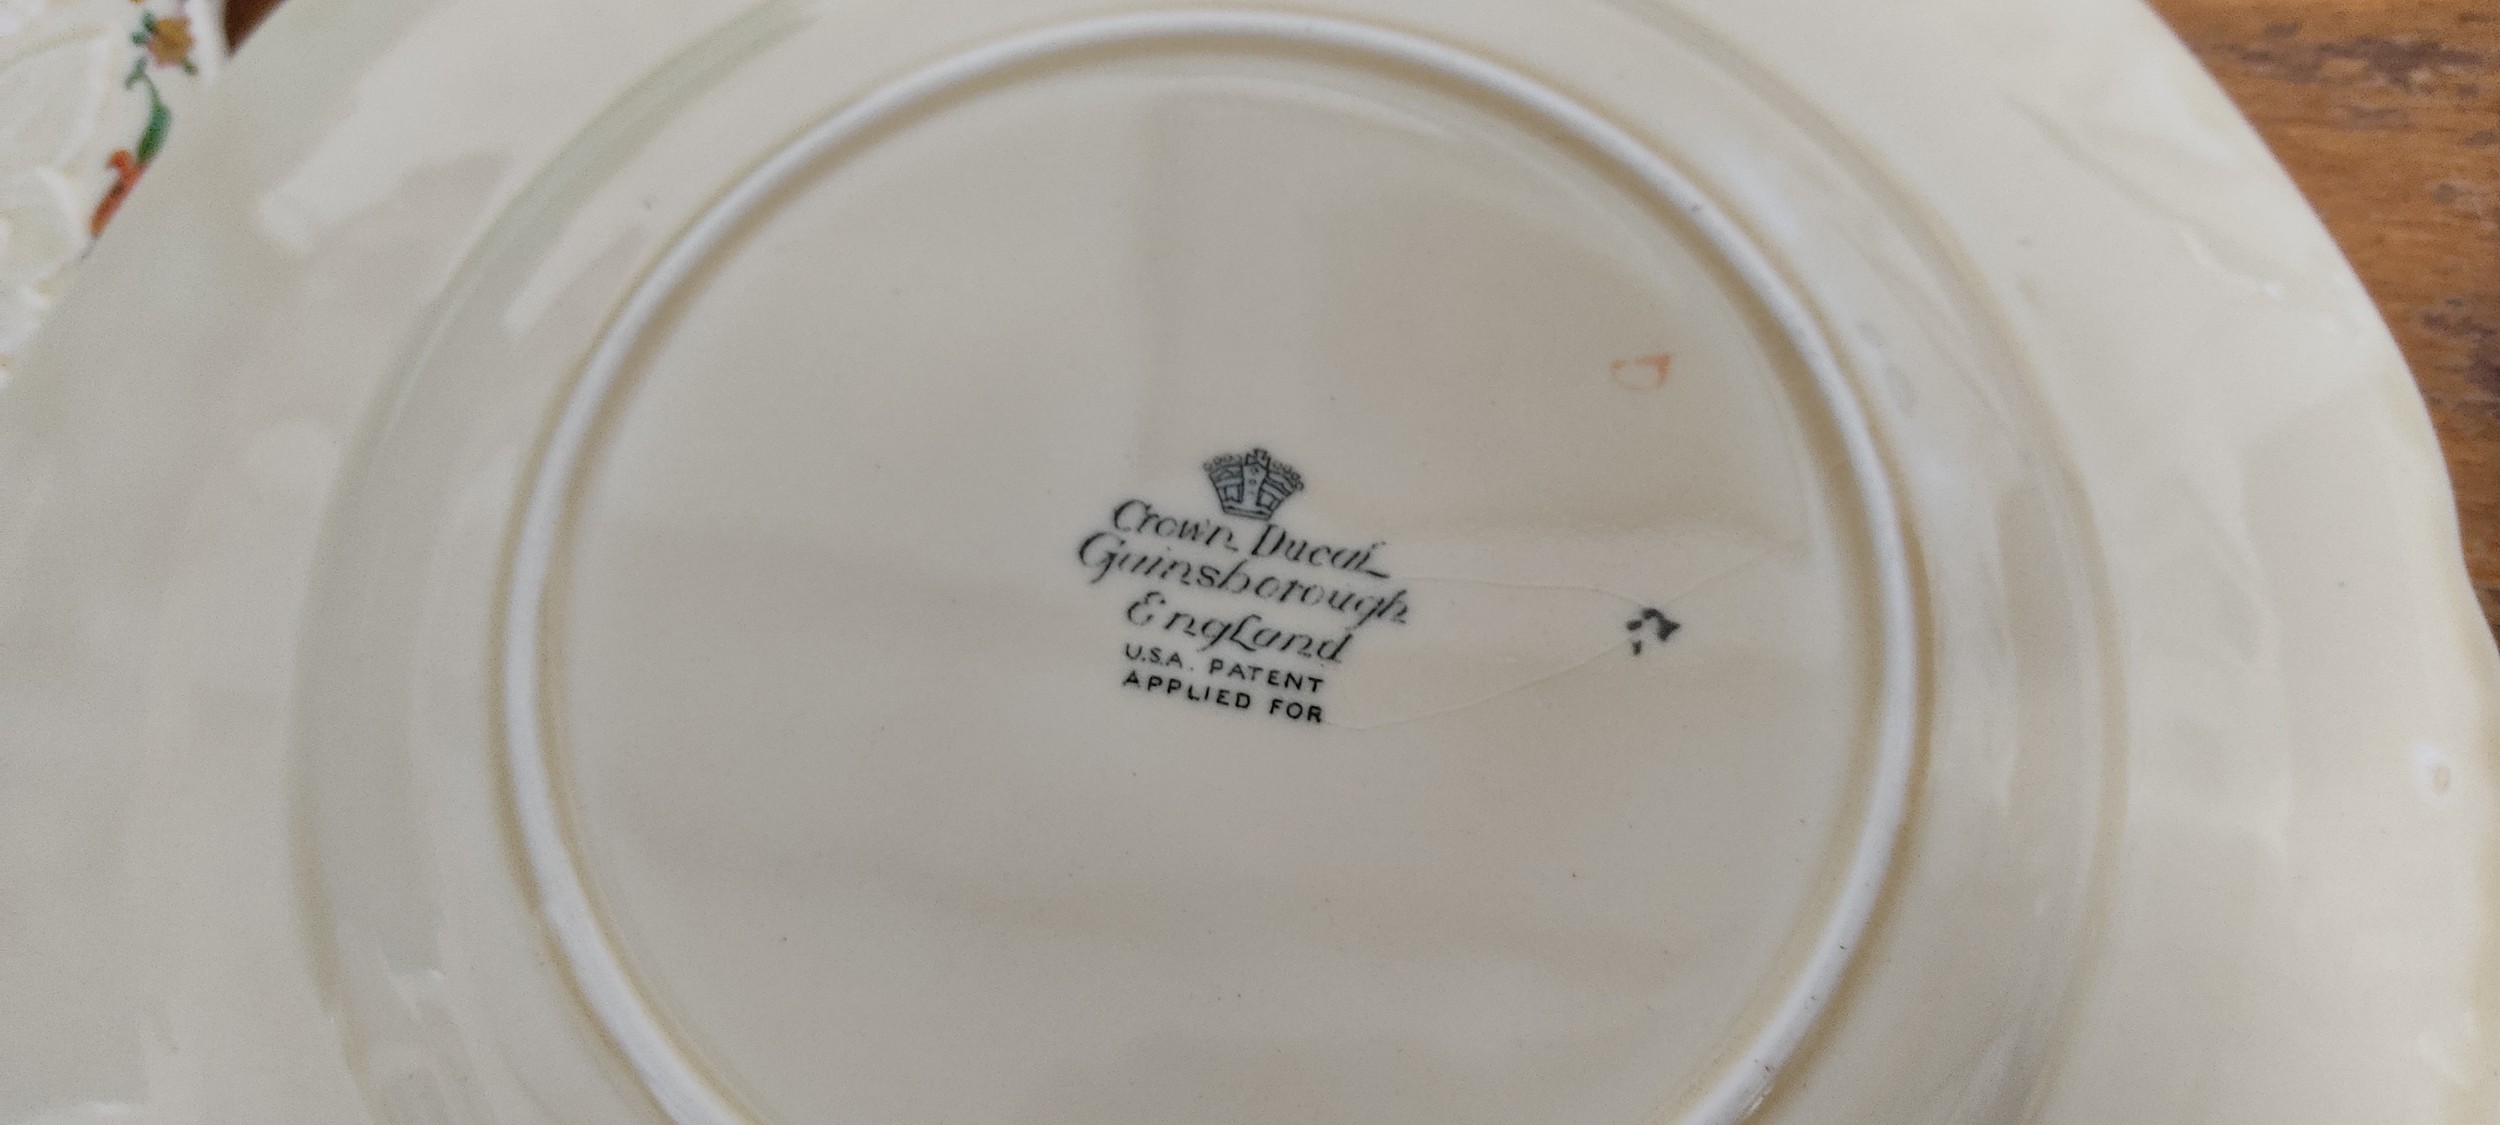 Crown Ducal
Gainsborough
England
U.S.A. PATENT
APPLIED FOR